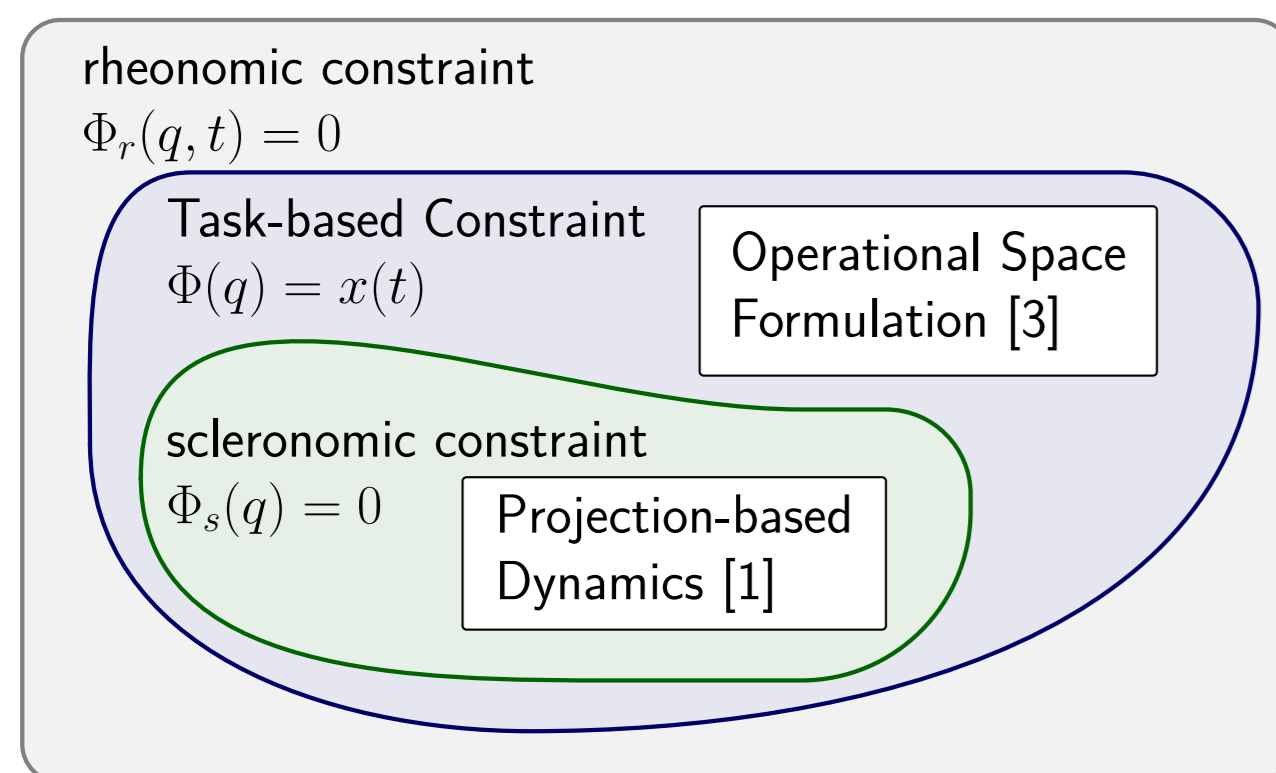 rheonomic constraint
Φ_r(q, t) = 0
Task-based Constraint
Φ(q) = x(t)
Operational Space
Formulation [3]
scleronomic constraint
Φ_s(q) = 0
Projection-based
Dynamics [1]